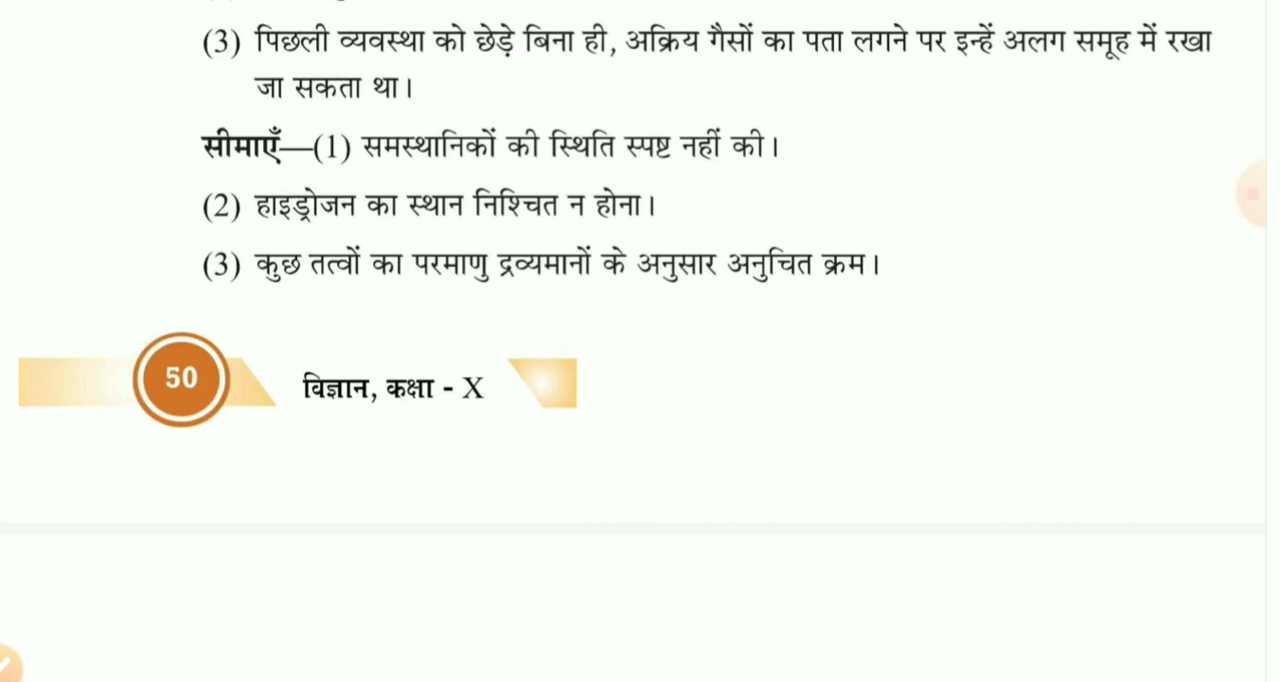 (3) पिछली व्यवस्था को छेड़े बिना ही, अक्रिय गैसों का पता लगने पर इन्हें अलग समूह में रखा
जा सकता था।
सीमाएँ—(1) समस्थानिकों की स्थिति स्पष्ट नहीं की।
(2) हाइड्रोजन का स्थान निश्चित न होना।
(3) कुछ तत्वों का परमाणु द्रव्यमानों के अनुसार अनुचित क्रम।
50
विज्ञान, कक्षा - X